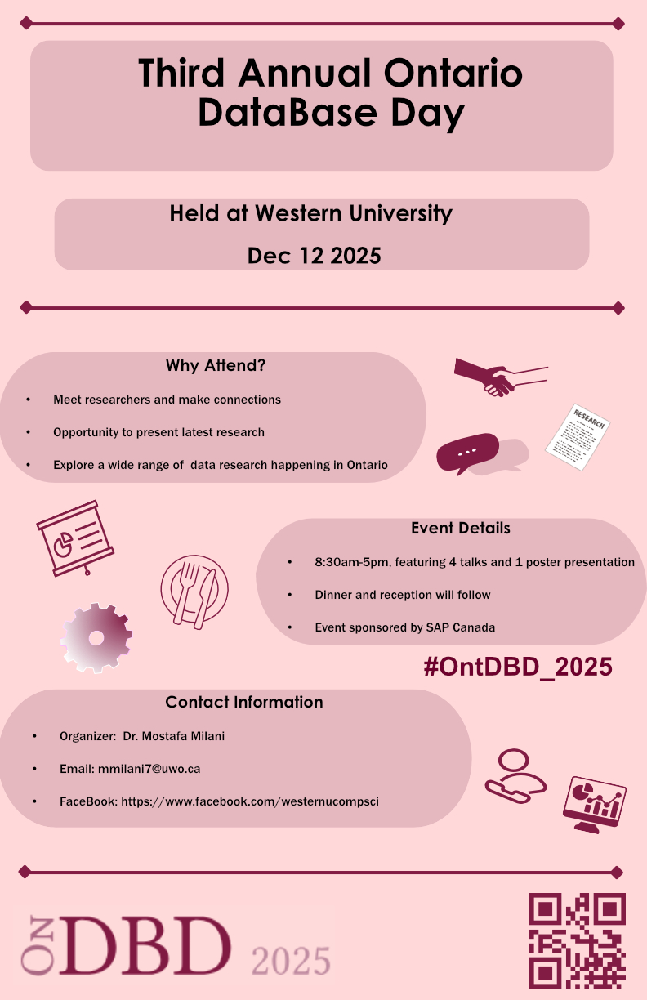 Third Annual Ontario
DataBase Day
Held at Western University
Dec 12 2025
Why Attend?
• Meet researchers and make connections
• Opportunity to present latest research
• Explore a wide range of  data research happening in Ontario
RESEARCH
Event Details
• 8:30am-5pm, featuring 4 talks and 1 poster presentation
• Dinner and reception will follow
• Event sponsored by SAP Canada
#OntDBD_2025
Contact Information
• Organizer:  Dr. Mostafa Milani
• Email: mmilani7@uwo.ca
• FaceBook: https://www.facebook.com/westernucompsci
ON DBD 2025